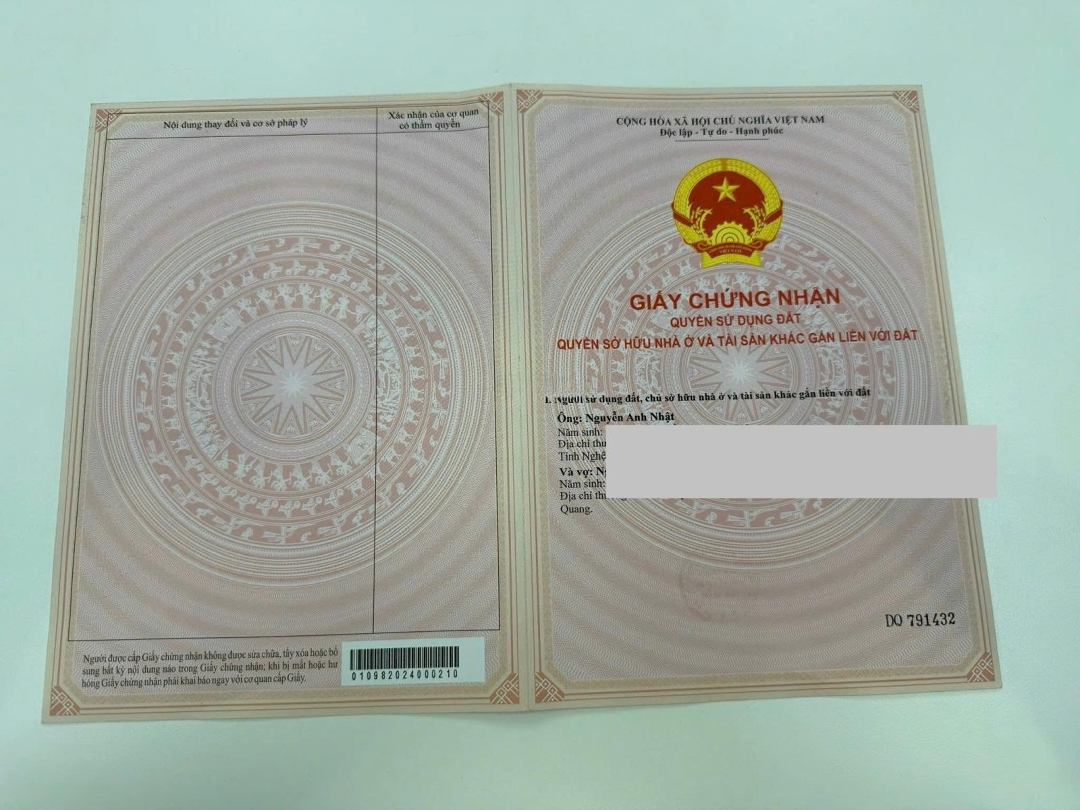 Nội dung thay đổi và cơ sở pháp lý
Xác nhận của cơ quan
có thẩm quyền
Người được cấp Giấy chứng nhận không được sửa chữa, tẩy xóa hoặc bổ
sung bất kỳ nội dung nào trong Giấy chứng nhận; khi bị mất hoặc hư
hỏng Giấy chứng nhận phải khai báo ngay với cơ quan cấp Giấy.
010982024000210
CỘNG HÒA XÃ HỘI CHỦ NGHĨA VIỆT NAM
Độc lập - Tự do - Hạnh phúc
VIỆT NAM
GIẤY CHỨNG NHẬN
QUYỀN SỬ DỤNG ĐẤT
QUYỀN SỞ HỮU NHÀ Ở VÀ TÀI SẢN KHÁC GẮN LIỀN VỚI ĐẤT
I. Người sử dụng đất, chủ sở hữu nhà ở và tài sản khác gắn liền với đất
Ông: Nguyễn Anh Nhật
Năm sinh:
Địa chỉ
Tỉnh Nghệ
Và vợ:
Năm sinh:
Địa chỉ
Quang.
DQ 791432